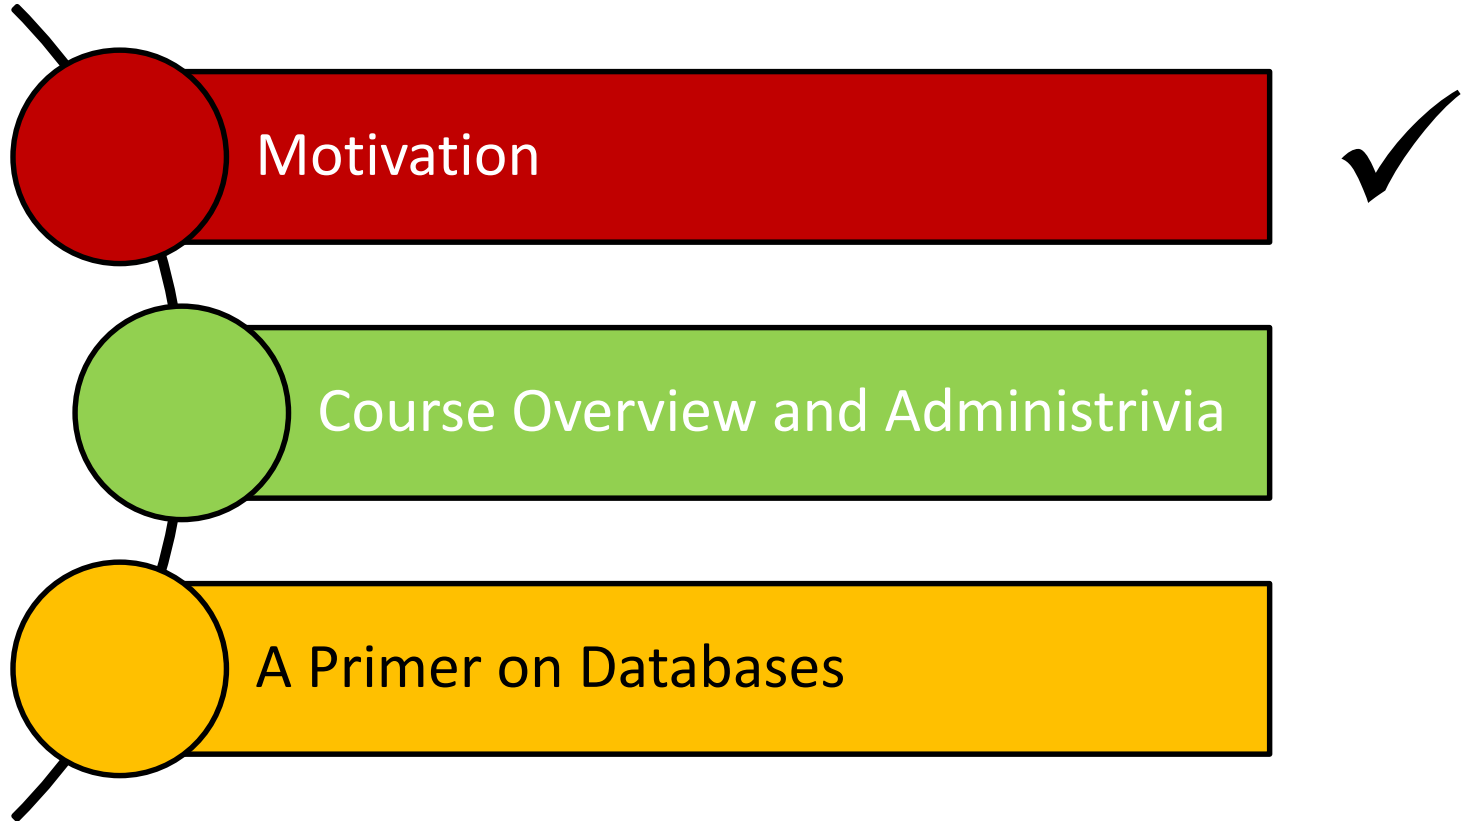 Motivation
Course Overview and Administrivia
A Primer on Databases